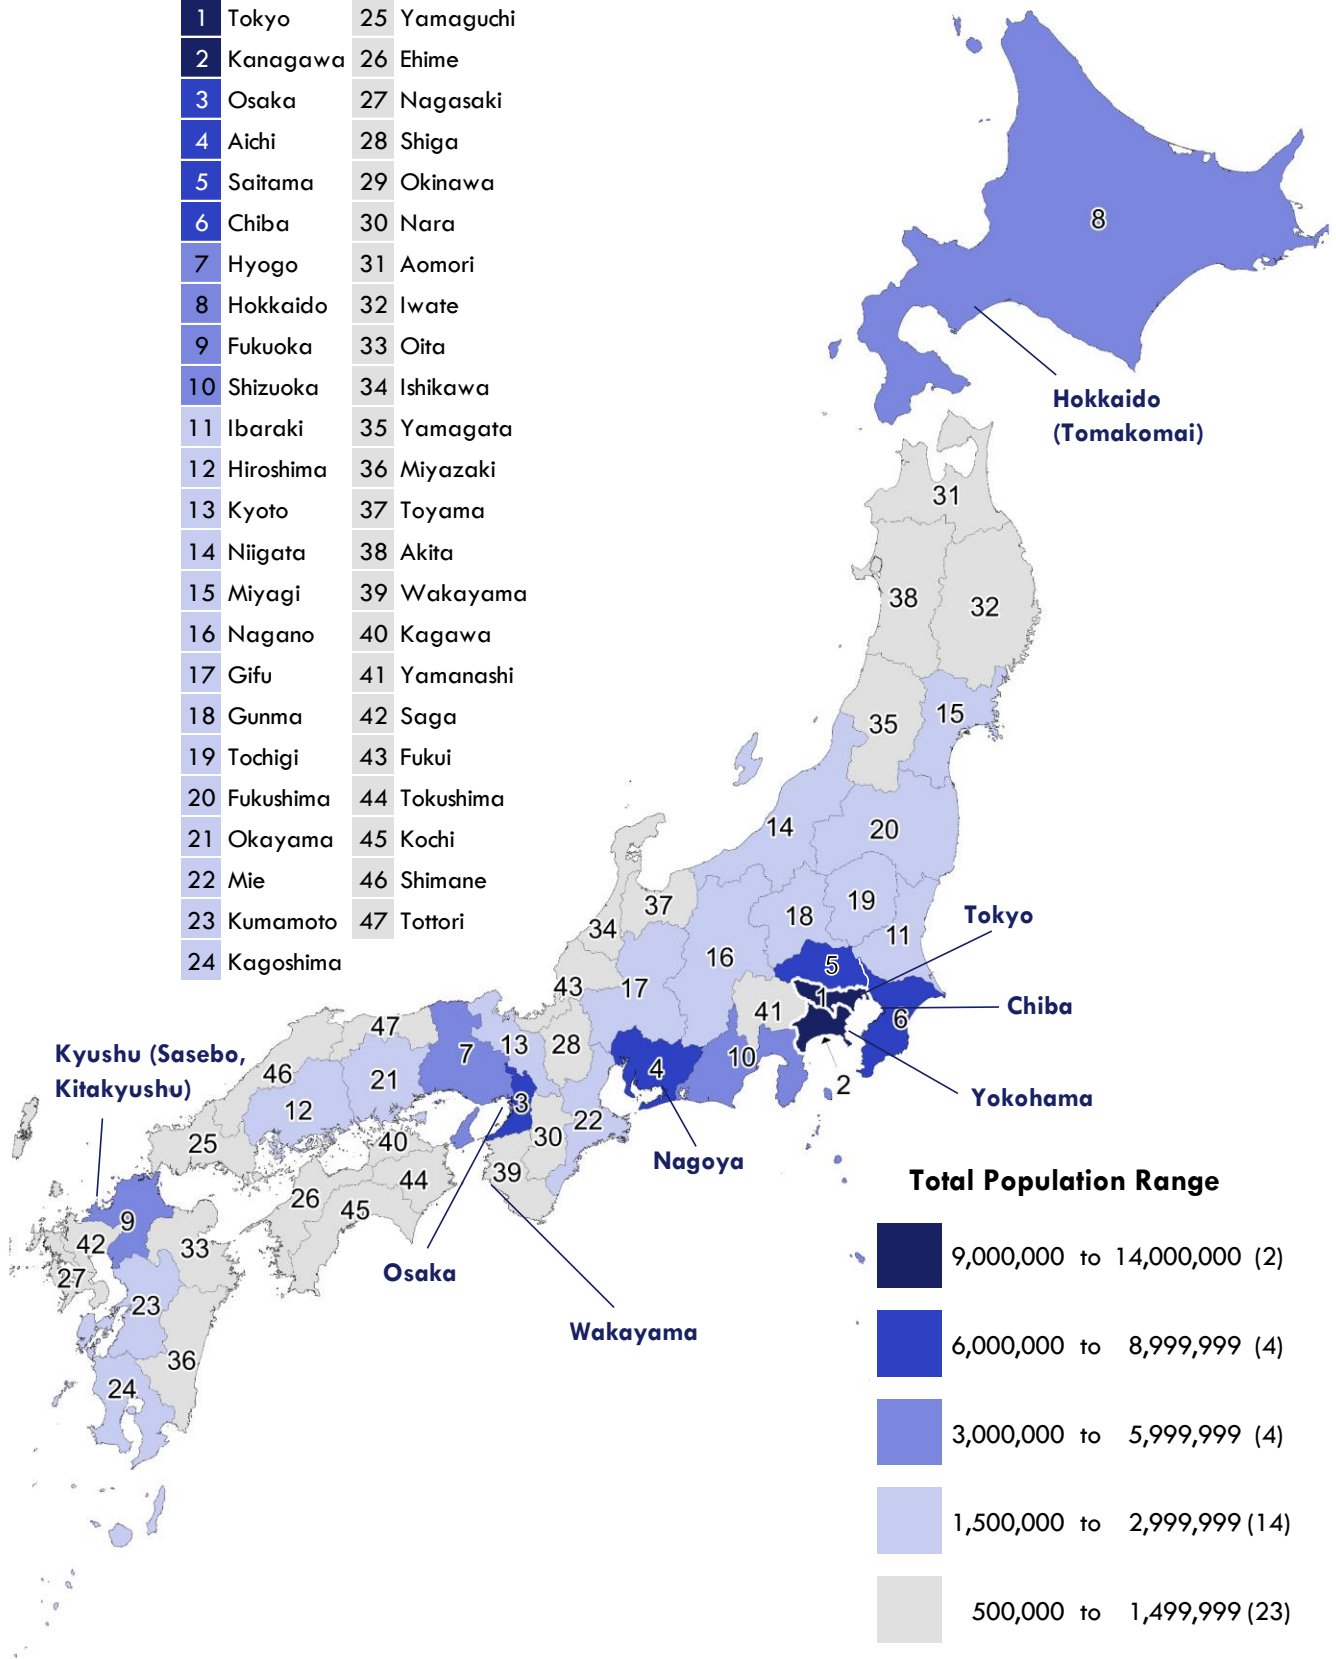 1 Tokyo 25 Yamaguchi
2 Kanagawa 26 Ehime
3 Osaka 27 Nagasaki
4 Aichi 28 Shiga
5 Saitama 29 Okinawa
6 Chiba 30 Nara
7 Hyogo 31 Aomori
8 Hokkaido 32 Iwate
9 Fukuoka 33 Oita
10 Shizuoka 34 Ishikawa
11 Ibaraki 35 Yamagata
12 Hiroshima 36 Miyazaki
13 Kyoto 37 Toyama
14 Niigata 38 Akita
15 Miyagi 39 Wakayama
16 Nagano 40 Kagawa
17 Gifu 41 Yamanashi
18 Gunma 42 Saga
19 Tochigi 43 Fukui
20 Fukushima 44 Tokushima
21 Okayama 45 Kochi
22 Mie 46 Shimane
23 Kumamoto 47 Tottori
24 Kagoshima
8
Hokkaido
(Tomakomai)
31
38
32
35
15
14
20
19
18
37
34
11
Tokyo
16
5
17
43
1
Chiba
6
41
47
13
28
7
10
4
Kyushu (Sasebo,
Kitakyushu)
46
21
2
Yokohama
12
3
22
30
25
40
Nagoya
39
44
26
45
9
42
33
27
Osaka
23
Wakayama
36
24
Total Population Range
9,000,000 to 14,000,000 (2)
6,000,000 to 8,999,999 (4)
3,000,000 to 5,999,999 (4)
1,500,000 to 2,999,999 (14)
500,000 to 1,499,999 (23)